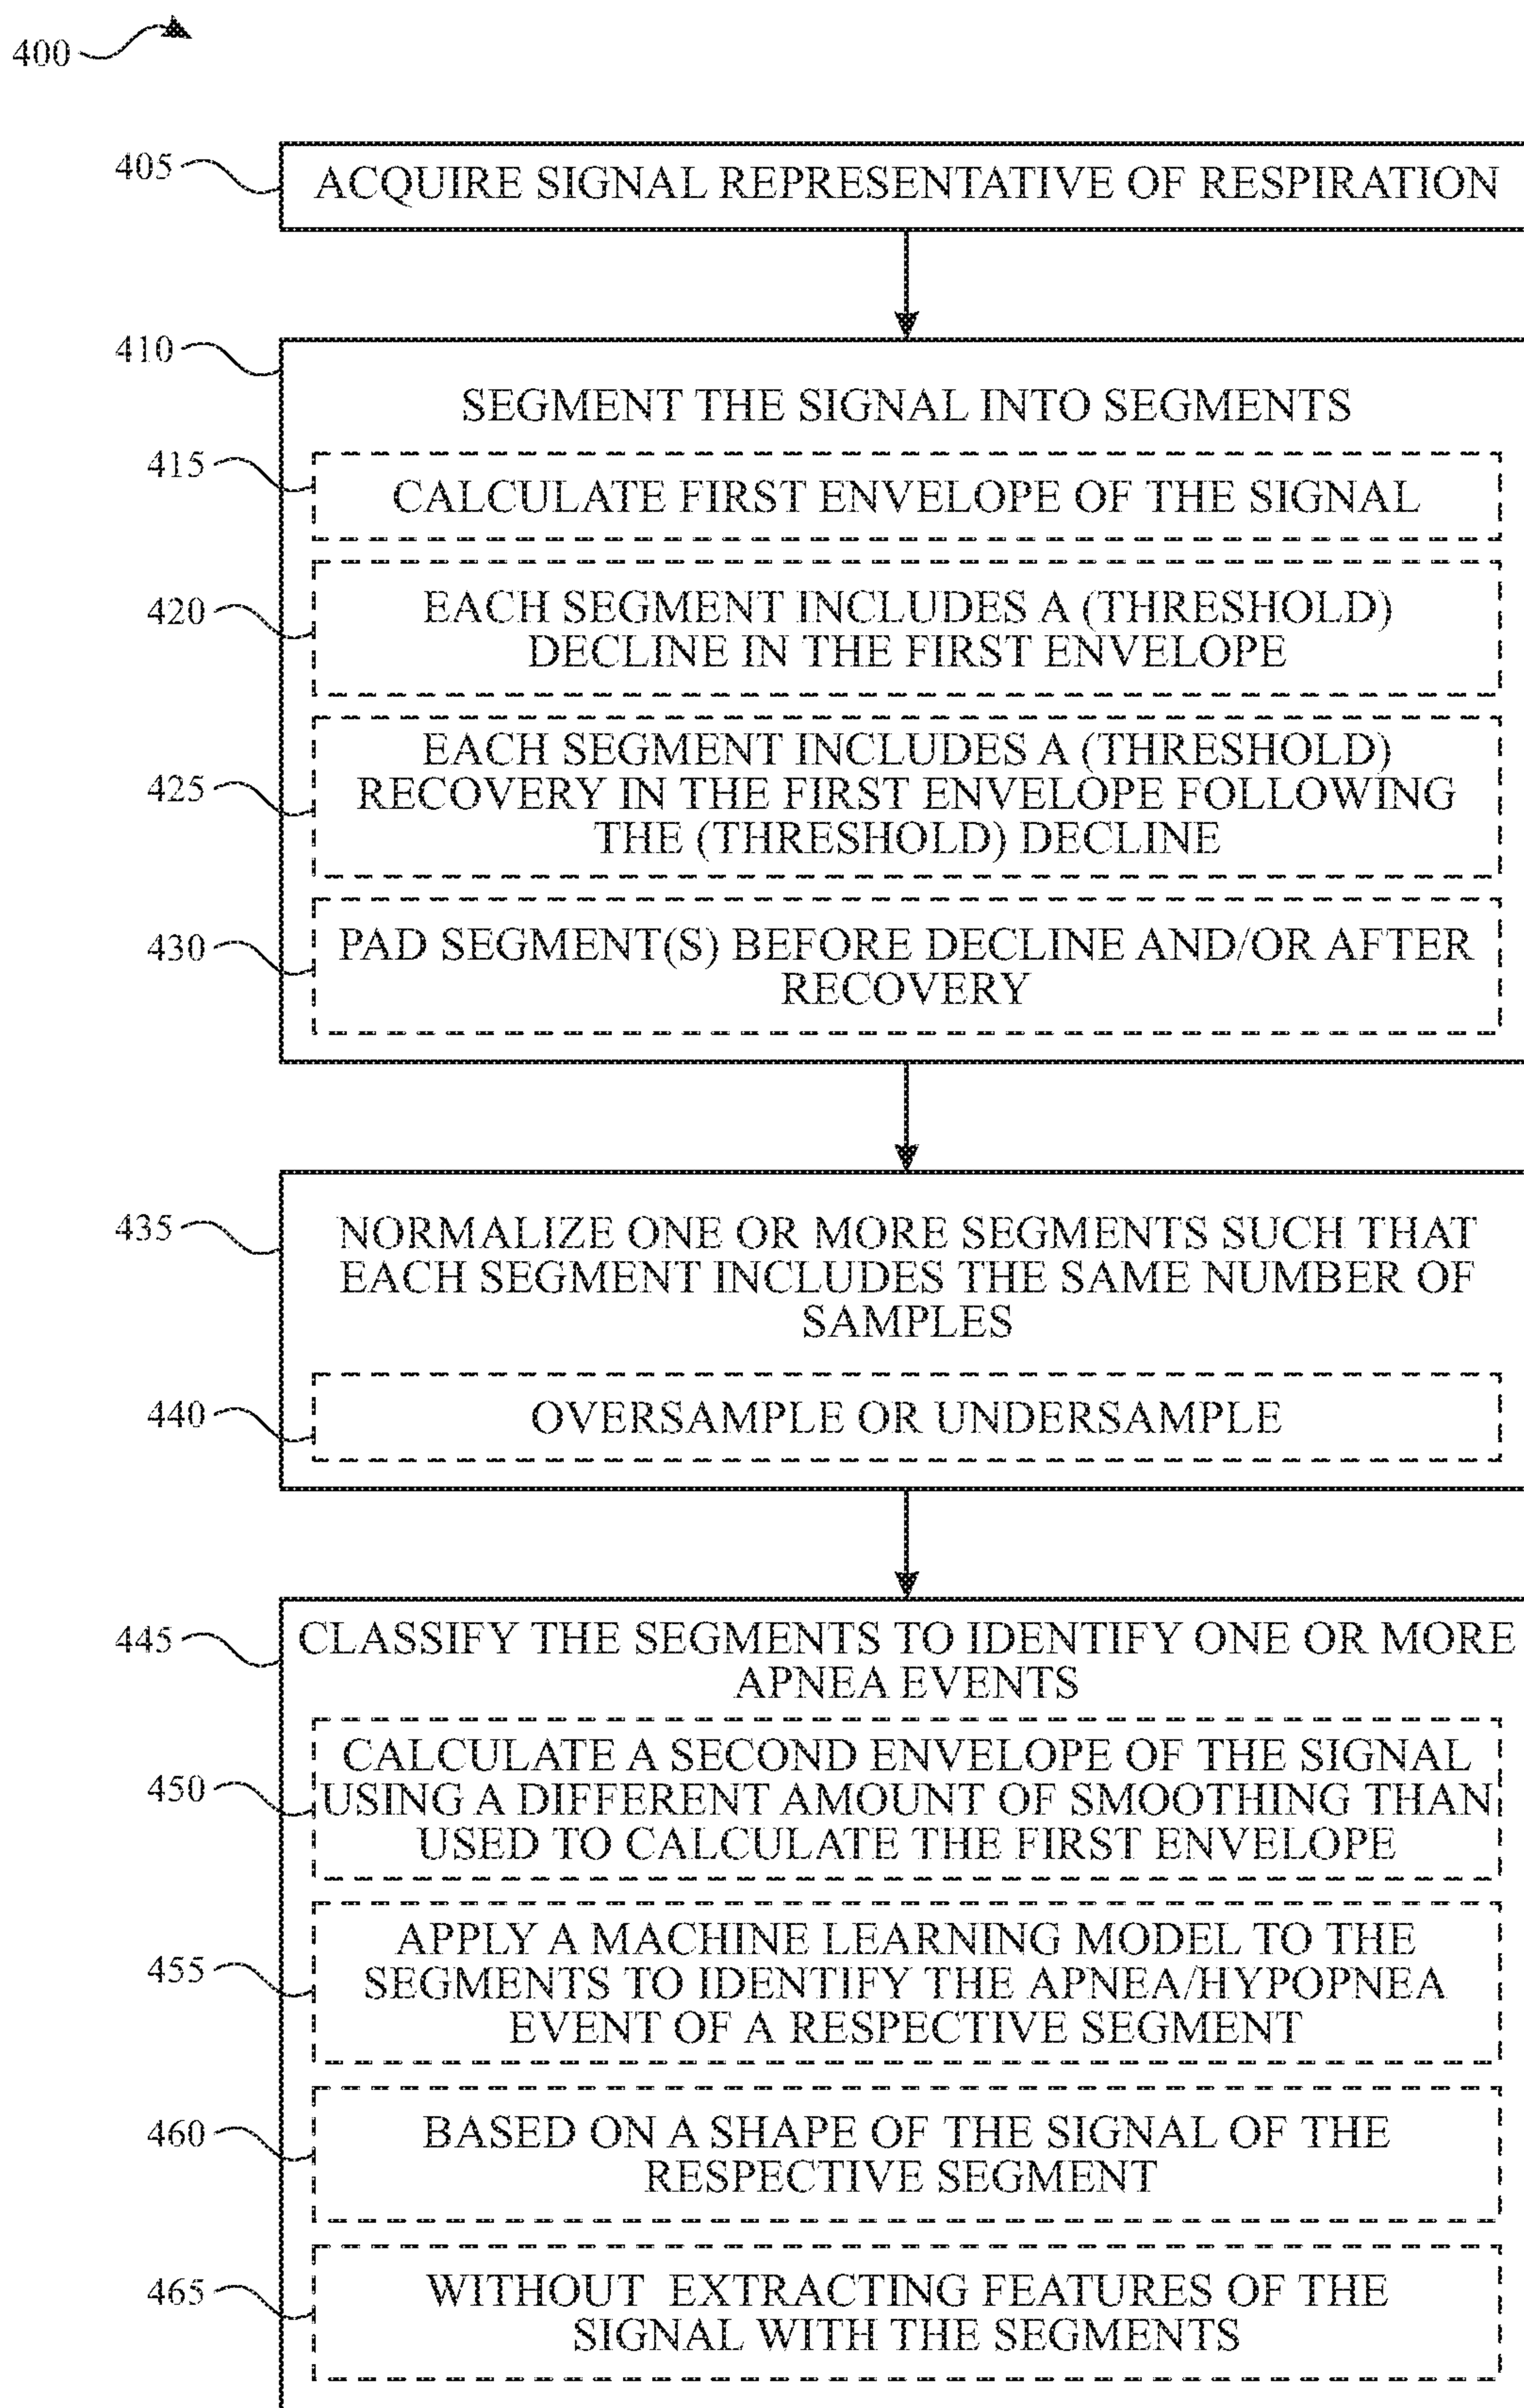 400
405
ACQUIRE SIGNAL REPRESENTATIVE OF RESPIRATION
410
SEGMENT THE SIGNAL INTO SEGMENTS
415
CALCULATE FIRST ENVELOPE OF THE SIGNAL
420
EACH SEGMENT INCLUDES A (THRESHOLD)
DECLINE IN THE FIRST ENVELOPE
425
EACH SEGMENT INCLUDES A (THRESHOLD)
RECOVERY IN THE FIRST ENVELOPE FOLLOWING
THE (THRESHOLD) DECLINE
430
PAD SEGMENT(S) BEFORE DECLINE AND/OR AFTER
RECOVERY
435
NORMALIZE ONE OR MORE SEGMENTS SUCH THAT
EACH SEGMENT INCLUDES THE SAME NUMBER OF
SAMPLES
440
OVERSAMPLE OR UNDERSAMPLE
445
CLASSIFY THE SEGMENTS TO IDENTIFY ONE OR MORE
APNEA EVENTS
450
CALCULATE A SECOND ENVELOPE OF THE SIGNAL
USING A DIFFERENT AMOUNT OF SMOOTHING THAN
USED TO CALCULATE THE FIRST ENVELOPE
455
APPLY A MACHINE LEARNING MODEL TO THE
SEGMENTS TO IDENTIFY THE APNEA/HYPOPNEA
EVENT OF A RESPECTIVE SEGMENT
460
BASED ON A SHAPE OF THE SIGNAL OF THE
RESPECTIVE SEGMENT
465
WITHOUT EXTRACTING FEATURES OF THE
SIGNAL WITH THE SEGMENTS